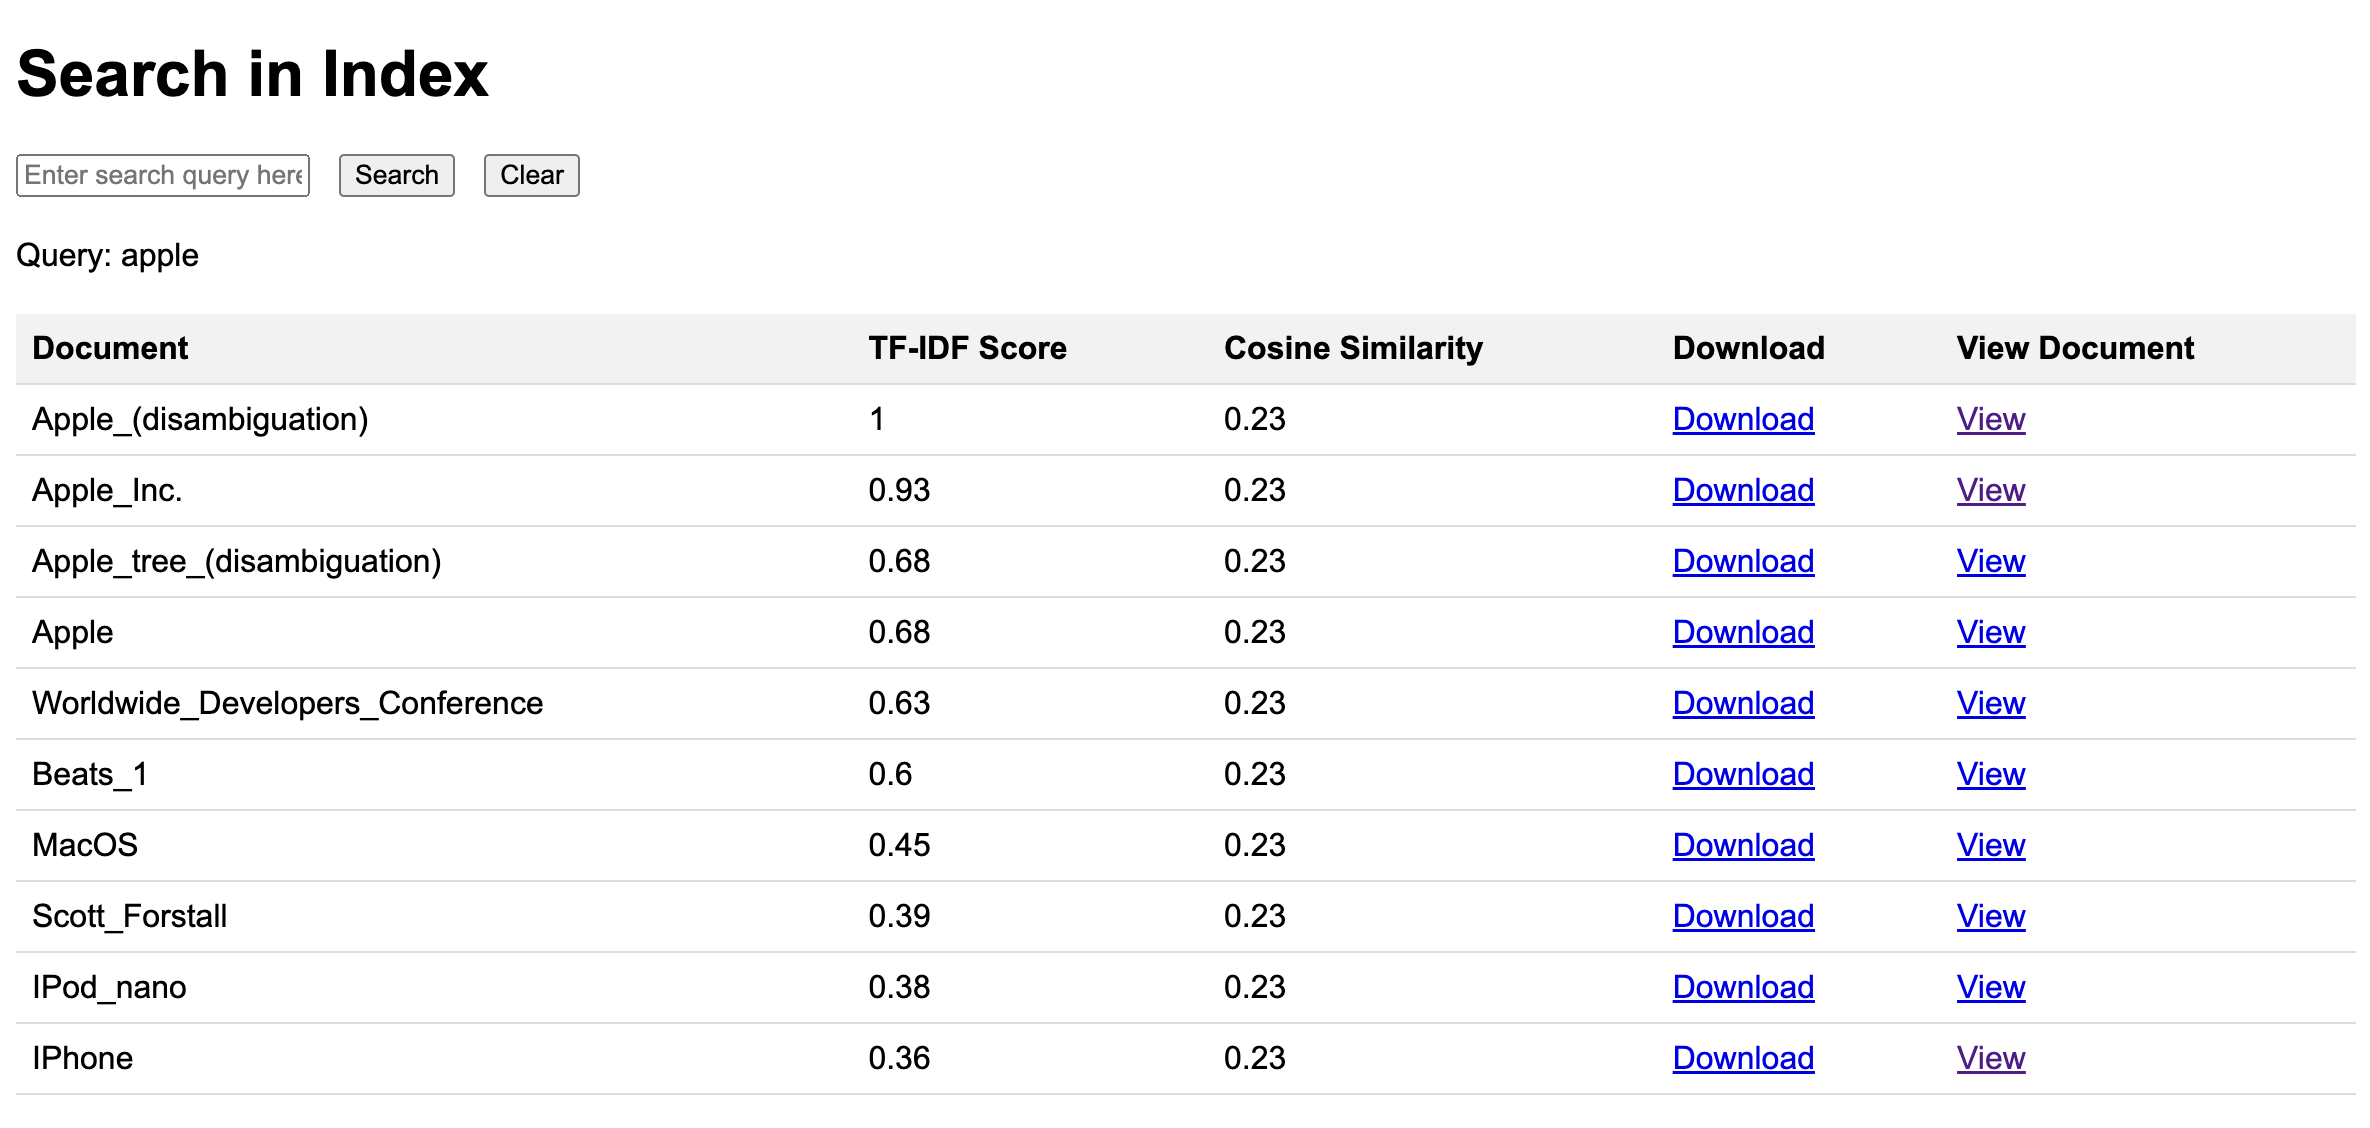 Search in Index
Enter search query here Search Clear
Query: apple
Document TF-IDF Score Cosine Similarity Download View Document
Apple_(disambiguation) 1 0.23 Download View
Apple_Inc. 0.93 0.23 Download View
Apple_tree_(disambiguation) 0.68 0.23 Download View
Apple 0.68 0.23 Download View
Worldwide_Developers_Conference 0.63 0.23 Download View
Beats_1 0.6 0.23 Download View
MacOS 0.45 0.23 Download View
Scott_Forstall 0.39 0.23 Download View
IPod_nano 0.38 0.23 Download View
IPhone 0.36 0.23 Download View